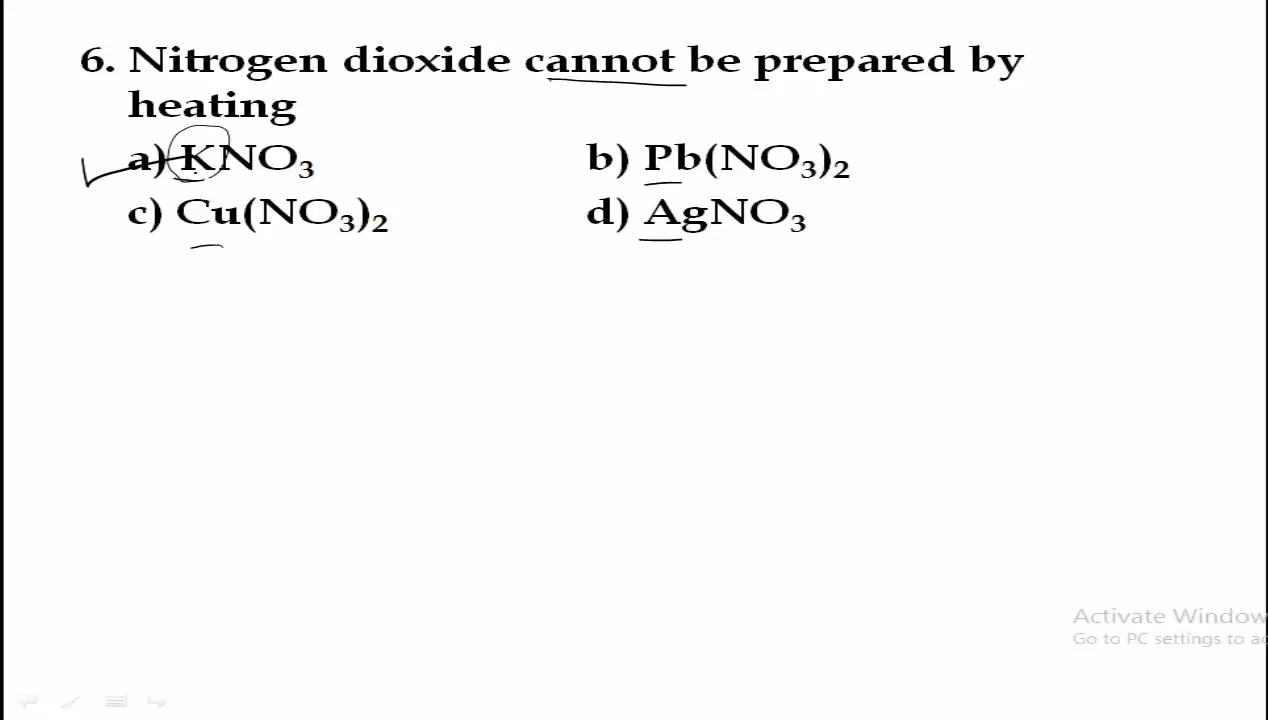 6. Nitrogen dioxide cannot be prepared by
heating
a) KNO₃ b) Pb(NO₃)₂
c) Cu(NO₃)₂ d) AgNO₃
Activate Window
Go to PC settings to